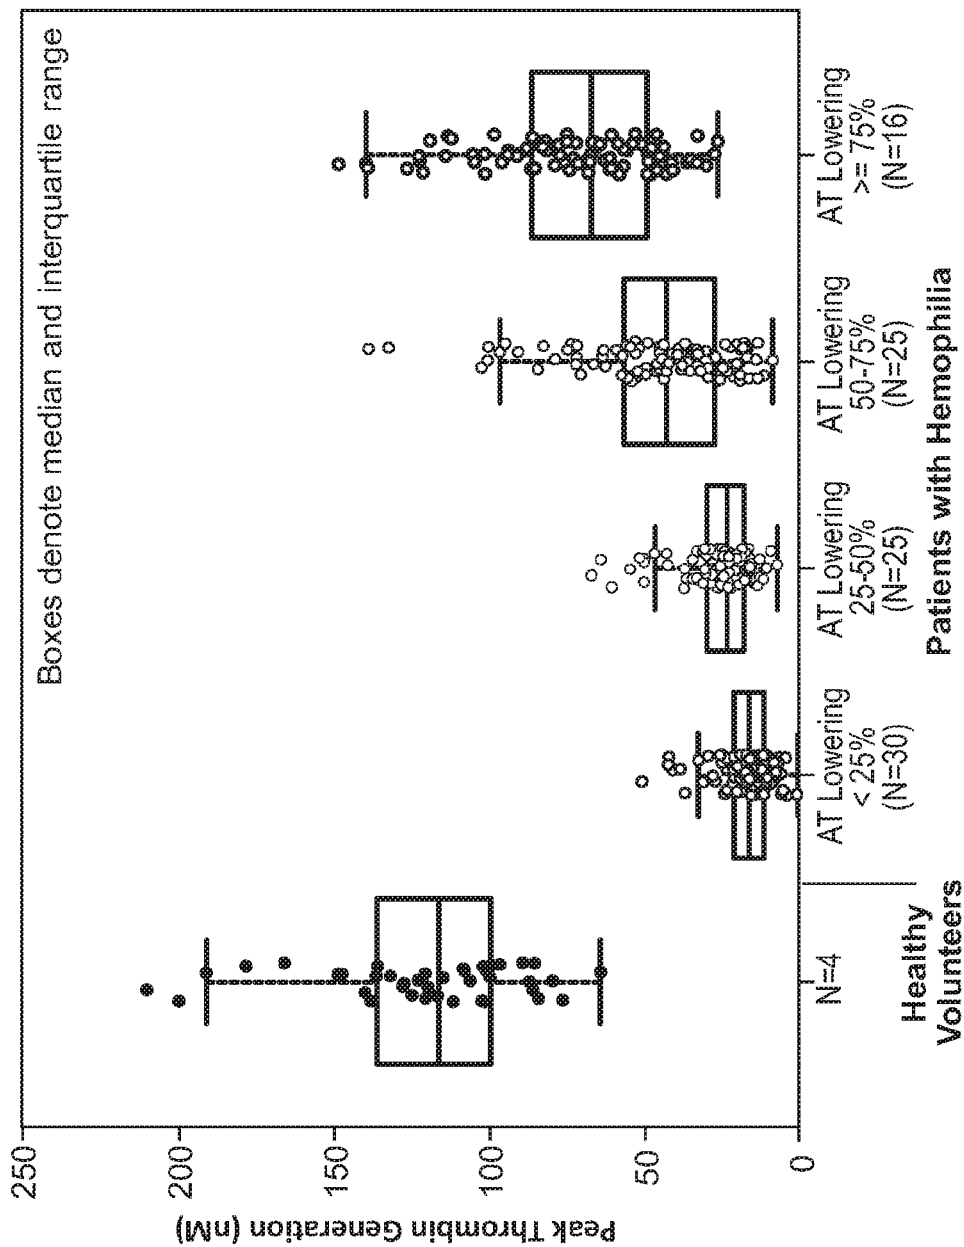 Boxes denote median and interquartile range
Peak Thrombin Generation (nM)
250
200
150
100
50
0
N=4
Healthy
Volunteers
AT Lowering
< 25%
(N=30)
AT Lowering
25-50%
(N=25)
AT Lowering
50-75%
(N=25)
AT Lowering
>= 75%
(N=16)
Patients with Hemophilia